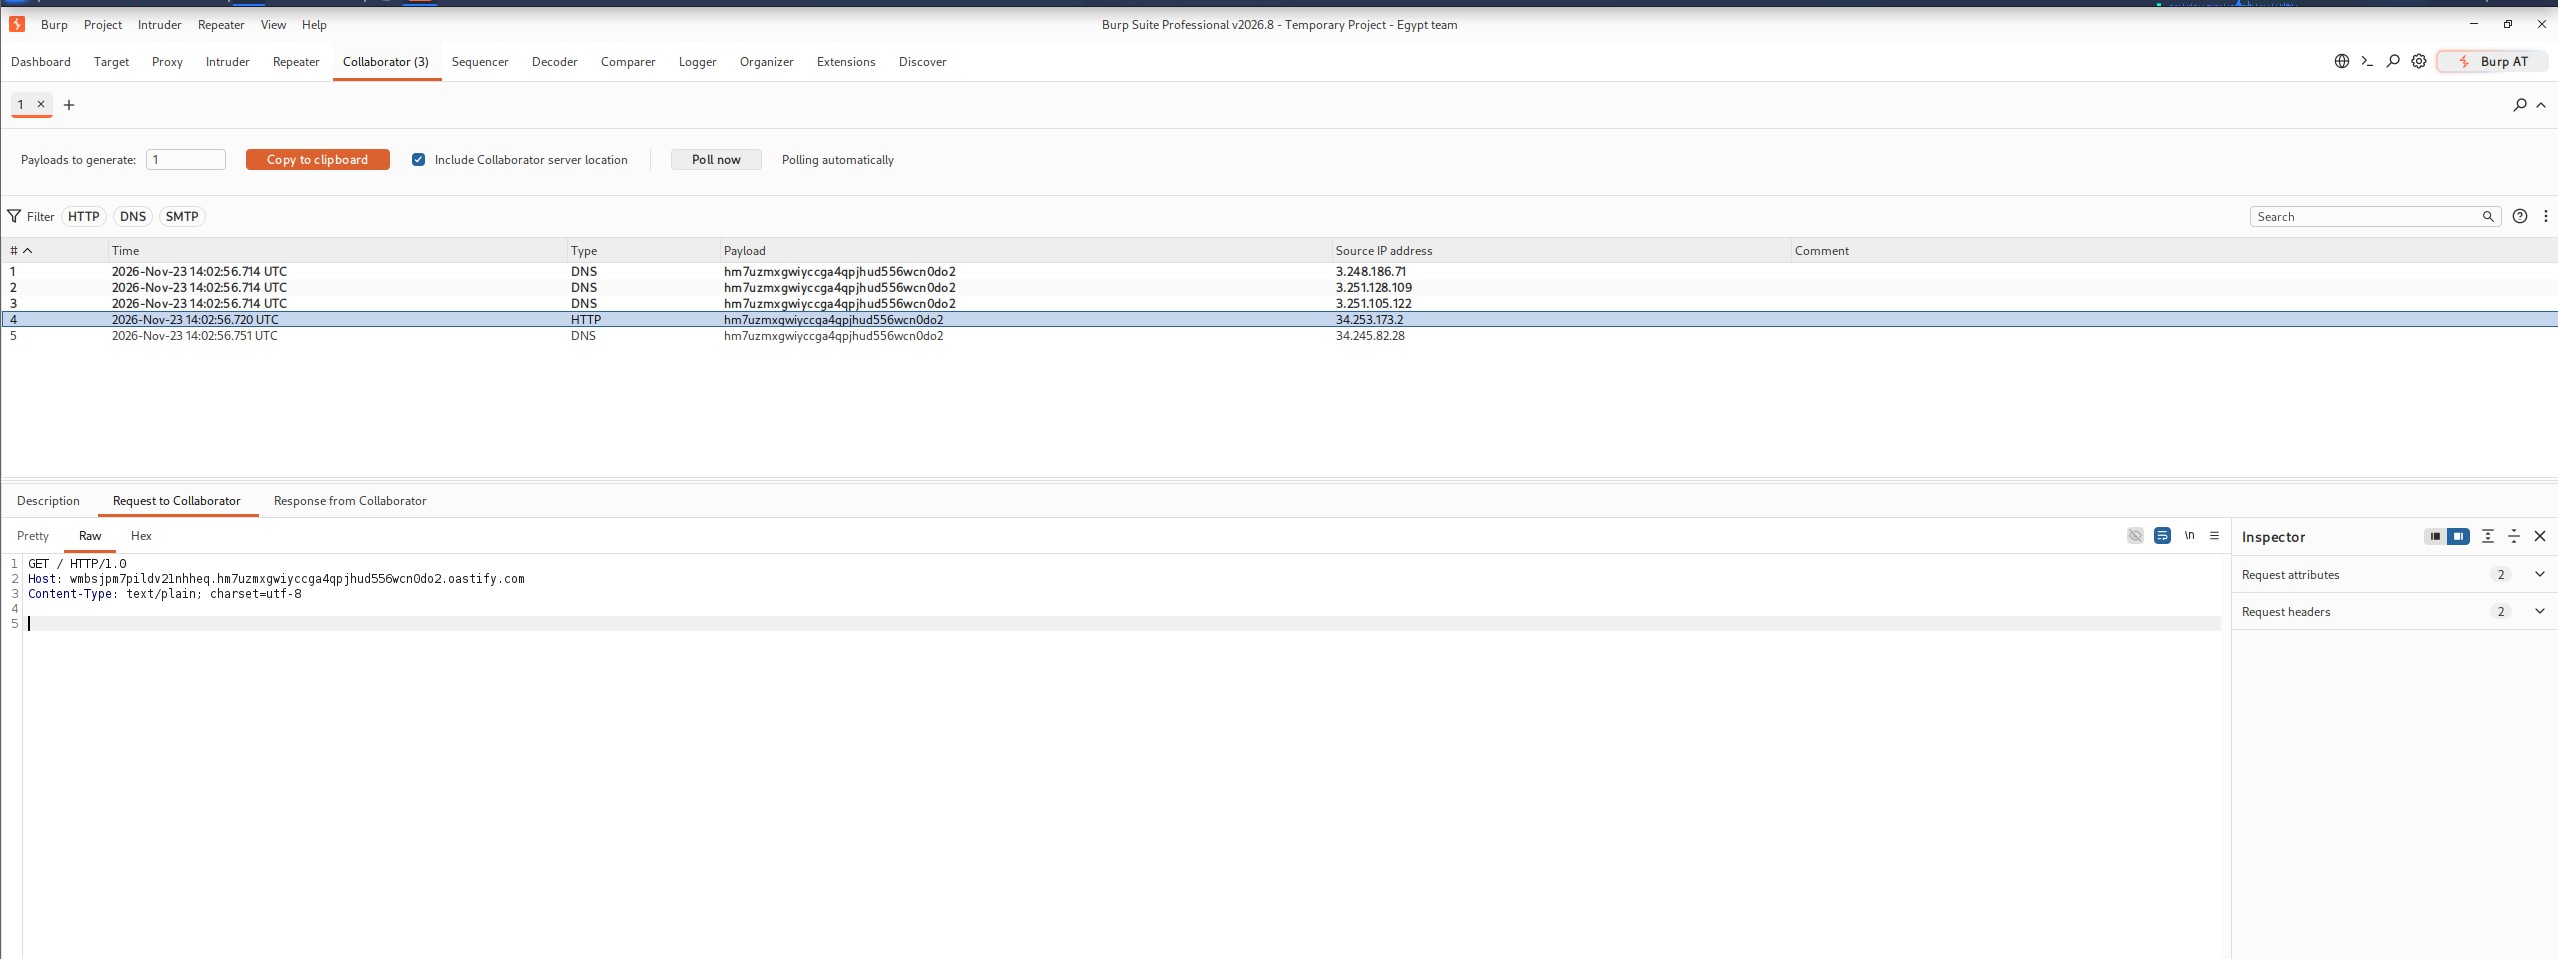 Burp Project Intruder Repeater View Help Burp Suite Professional v2026.8 - Temporary Project - Egypt team
Dashboard Target Proxy Intruder Repeater Collaborator (3) Sequencer Decoder Comparer Logger Organizer Extensions Discover Burp AT
1
Payloads to generate: 1 Copy to clipboard Include Collaborator server location Poll now Polling automatically
Filter HTTP DNS SMTP Search
# Time Type Payload Source IP address Comment
1 2026-Nov-23 14:02:56.714 UTC DNS hm7uzmxgwiyccga4qpjhud556wcn0do2 3.248.186.71
2 2026-Nov-23 14:02:56.714 UTC DNS hm7uzmxgwiyccga4qpjhud556wcn0do2 3.251.128.109
3 2026-Nov-23 14:02:56.714 UTC DNS hm7uzmxgwiyccga4qpjhud556wcn0do2 3.251.105.122
4 2026-Nov-23 14:02:56.720 UTC HTTP hm7uzmxgwiyccga4qpjhud556wcn0do2 34.253.173.2
5 2026-Nov-23 14:02:56.751 UTC DNS hm7uzmxgwiyccga4qpjhud556wcn0do2 34.245.82.28
Description Request to Collaborator Response from Collaborator
Pretty Raw Hex \n
1 GET / HTTP/1.0
2 Host: wmbsjpm7pildv21nhheq.hm7uzmxgwiyccga4qpjhud556wcn0do2.oastify.com
3 Content-Type: text/plain; charset=utf-8
4
5
Inspector
Request attributes 2
Request headers 2